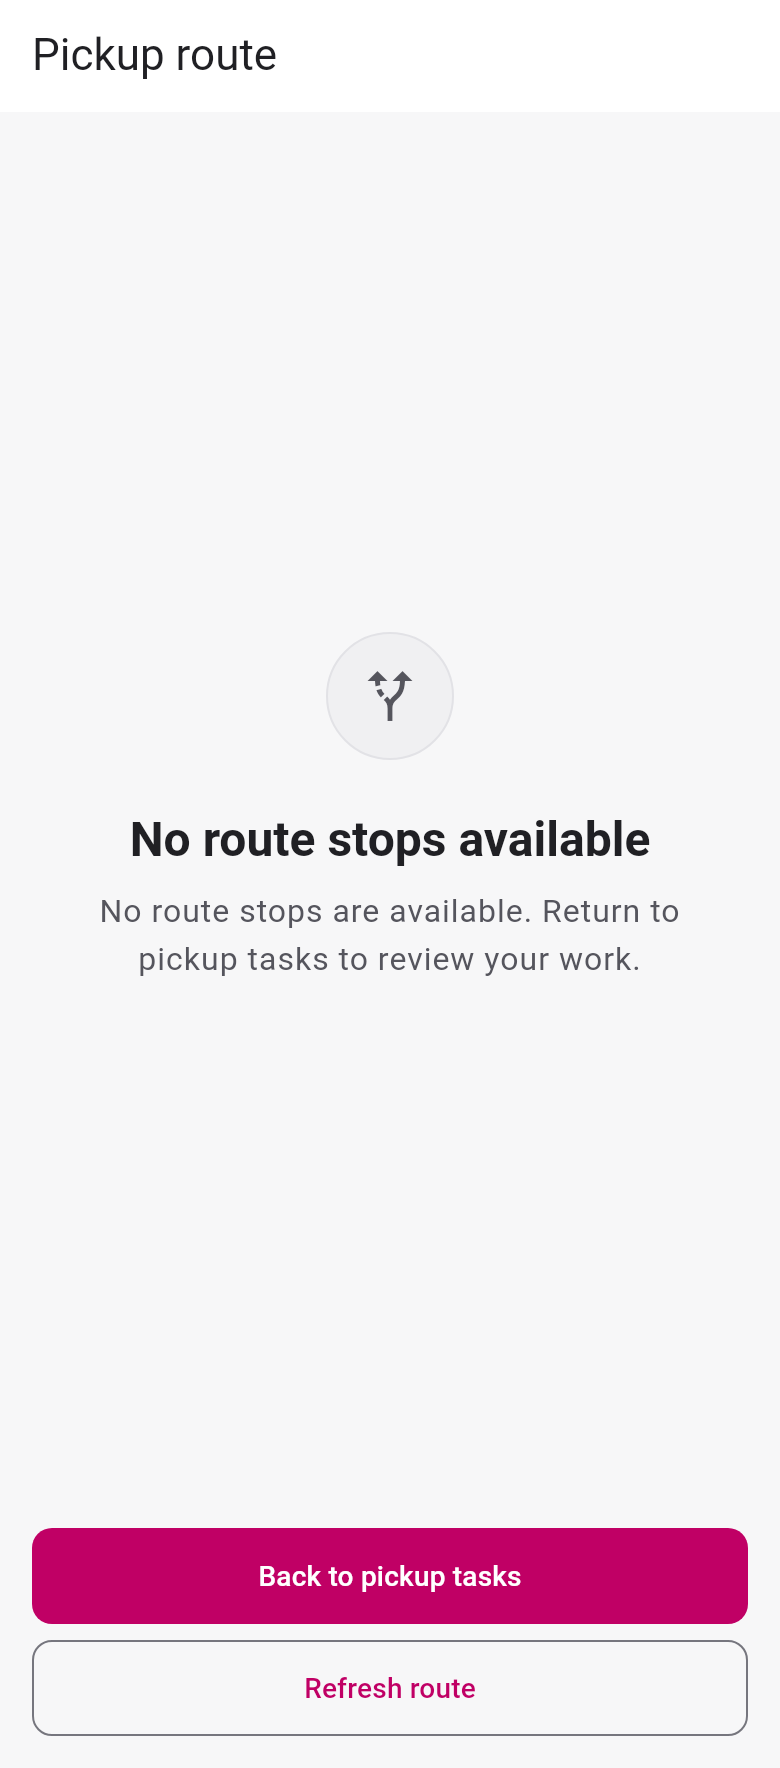 Pickup route
No route stops available
No route stops are available. Return to
pickup tasks to review your work.
Back to pickup tasks
Refresh route